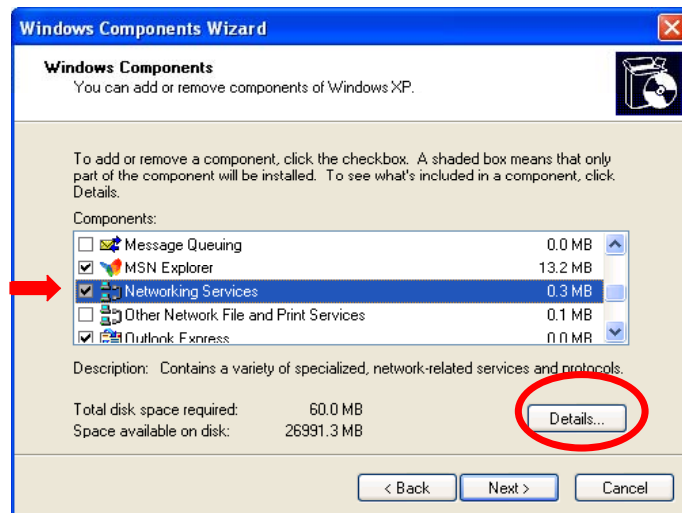 Windows Components Wizard
Windows Components
You can add or remove components of Windows XP.
To add or remove a component, click the checkbox. A shaded box means that only
part of the component will be installed. To see what's included in a component, click
Details.
Components:
Message Queuing 0.0 MB
MSN Explorer 13.2 MB
Networking Services 0.3 MB
Other Network File and Print Services 0.1 MB
Outlook Express 0.0 MB
Description: Contains a variety of specialized, network-related services and protocols.
Total disk space required: 60.0 MB
Details...
Space available on disk: 26991.3 MB
< Back Next > Cancel